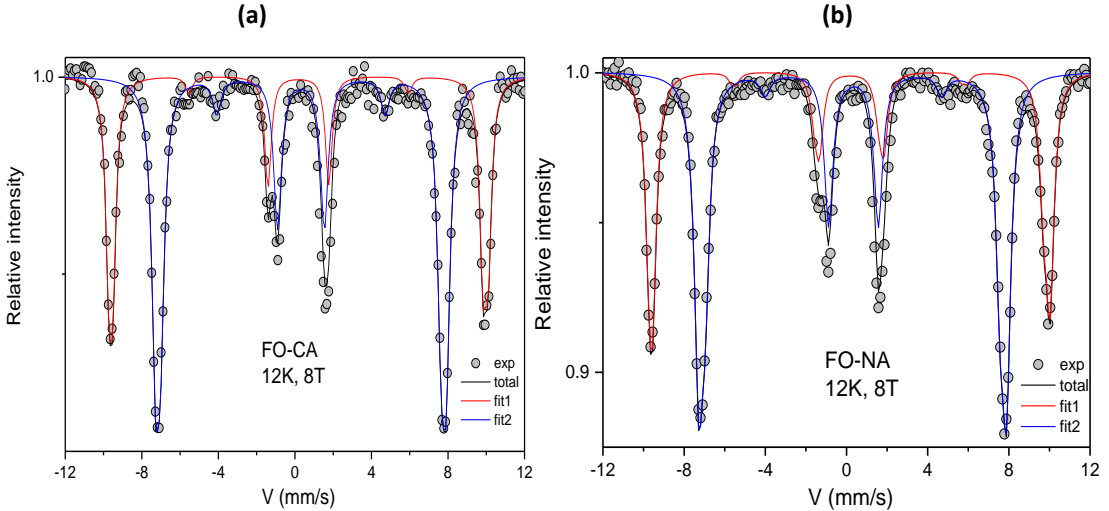 (a)
(b)
1.0
Relative intensity
FO-CA
12K, 8T
exp
total
fit1
fit2
-12 -8 -4 0 4 8 12
V (mm/s)
1.0
0.9
Relative intensity
FO-NA
12K, 8T
exp
total
fit1
fit2
-12 -8 -4 0 4 8 12
V (mm/s)